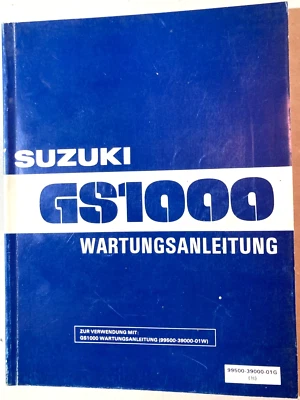 SUZUKI
GS1000
WARTUNGSANLEITUNG
ZUR VERWENDUNG MIT:
GS1000 WARTUNGSANLEITUNG (99500-39000-01W)
99500-39000-01G